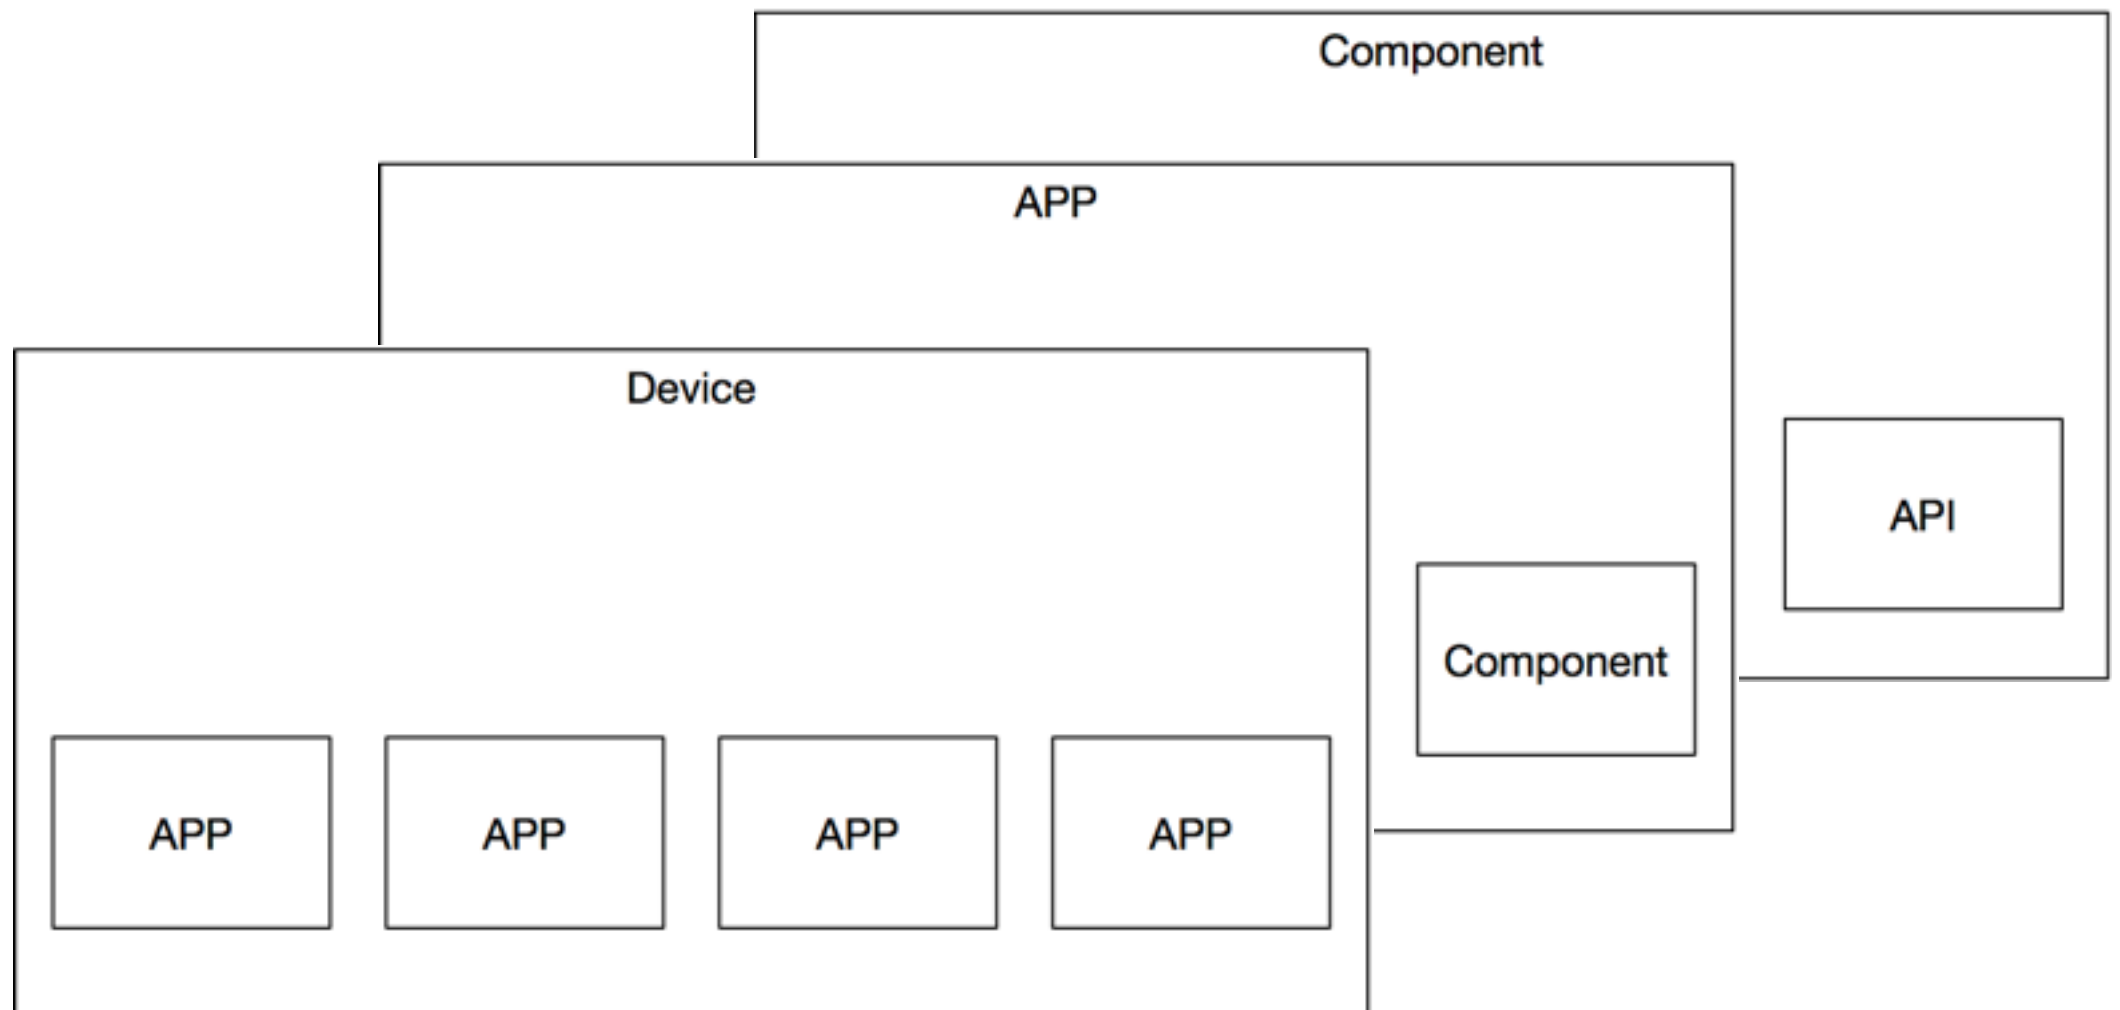 Component
APP
Device
API
Component
APP APP APP APP